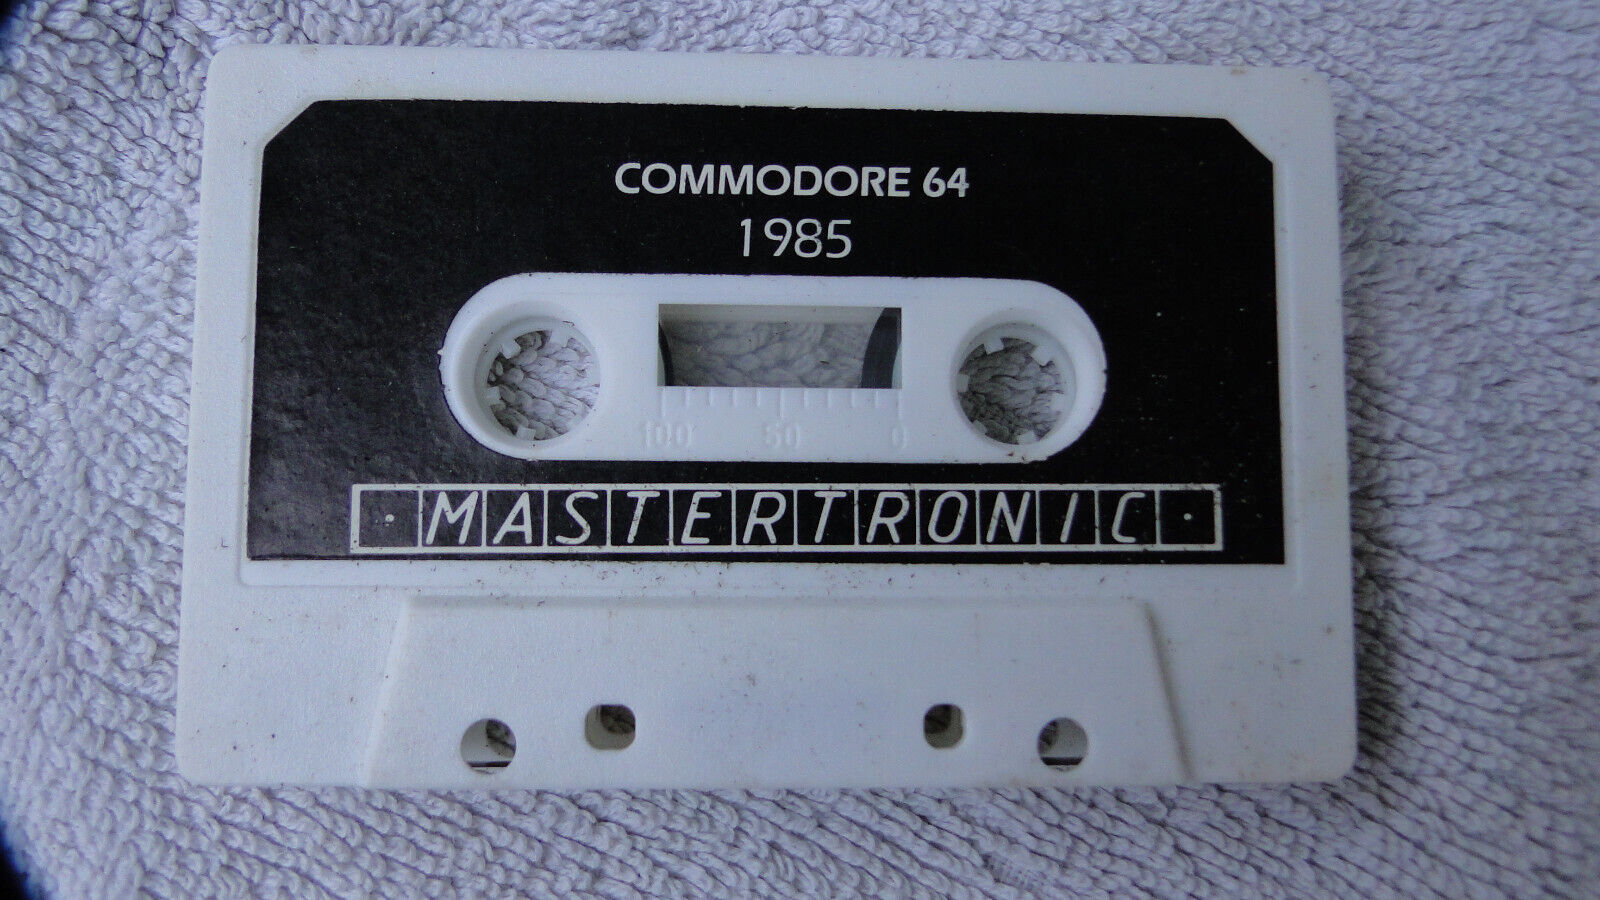 COMMODORE 64
1985
100 50 0
· MASTERTRONIC ·